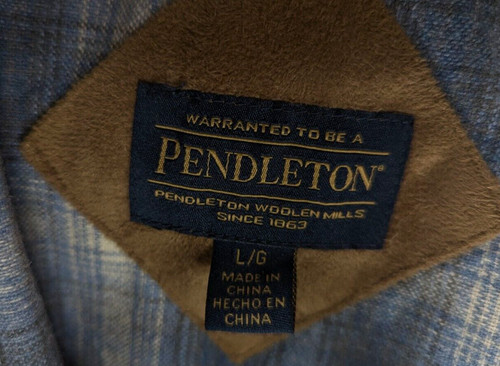 WARRANTED TO BE A
PENDLETON®
PENDLETON WOOLEN MILLS
SINCE 1863
L/G
MADE IN
CHINA
HECHO EN
CHINA